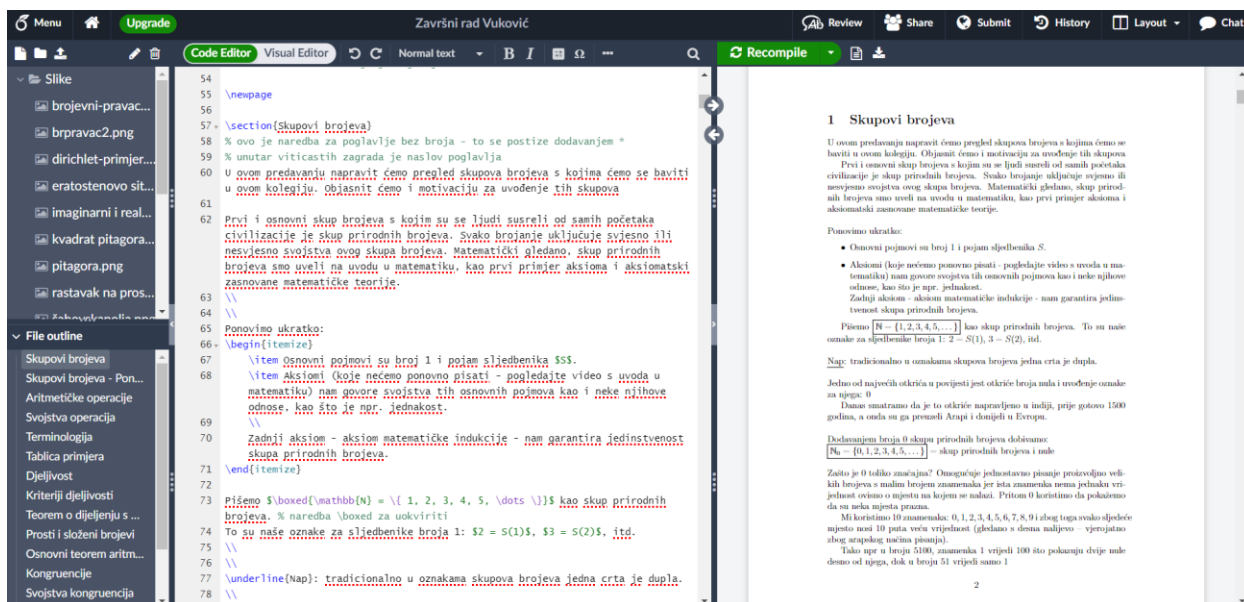 Menu Upgrade Završni rad Vuković Review Share Submit History Layout Chat
Code Editor Visual Editor Normal text B I Ω Recompile
Slike
brojevni-pravac...
brpravac2.png
dirichlet-primjer....
eratostenovo sit...
imaginarni i real...
kvadrat pitagora...
pitagora.png
rastavak na pros...
File outline
Skupovi brojeva
Skupovi brojeva - Pon...
Aritmetičke operacije
Svojstva operacija
Terminologija
Tablica primjera
Djeljivost
Kriteriji djeljivosti
Teorem o dijeljenju s ...
Prosti i složeni brojevi
Osnovni teorem aritm...
Kongruencije
Svojstva kongruencija
54
55 \newpage
56
57 \section{Skupovi brojeva}
58 % ovo je naredba za poglavlje bez broja - to se postize dodavanjem *
59 % unutar viticastih zagrada je naslov poglavlja
60 U ovom predavanju napravit ćemo pregled skupova brojeva s kojima ćemo se baviti
u ovom kolegiju. Objasnit ćemo i motivaciju za uvođenje tih skupova
61
62 Prvi i osnovni skup brojeva s kojim su se ljudi susreli od samih početaka
civilizacije je skup prirodnih brojeva. Svako brojanje uključuje svjesno ili
nesvjesno svojstva ovog skupa brojeva. Matematički gledano, skup prirodnih
brojeva smo uveli na uvodu u matematiku, kao prvi primjer aksioma i aksiomatski
zasnovane matematičke teorije.
63 \\
64 \\
65 Ponovimo ukratko:
66 \begin{itemize}
67 \item Osnovni pojmovi su broj 1 i pojam sljedbenika $S$.
68 \item Aksiomi (koje nećemo ponovno pisati - pogledajte video s uvoda u
matematiku) nam govore svojstva tih osnovnih pojmova kao i neke njihove
odnose, kao što je npr. jednakost.
69 \\
70 Zadnji aksiom - aksiom matematičke indukcije - nam garantira jedinstvenost
skupa prirodnih brojeva.
71 \end{itemize}
72
73 Pišemo $\boxed{\mathbb{N} = \{ 1, 2, 3, 4, 5, \dots \}}$ kao skup prirodnih
brojeva. % naredba \boxed za uokviriti
74 To su naše oznake za sljedbenike broja 1: $2 = S(1)$, $3 = S(2)$, itd.
75 \\
76 \\
77 \underline{Nap}: tradicionalno u oznakama skupova brojeva jedna crta je dupla.
78 \\
1 Skupovi brojeva
U ovom predavanju napravit ćemo pregled skupova brojeva s kojima ćemo se
baviti u ovom kolegiju. Objasnit ćemo i motivaciju za uvođenje tih skupova
Prvi i osnovni skup brojeva s kojim su se ljudi susreli od samih početaka
civilizacije je skup prirodnih brojeva. Svako brojanje uključuje svjesno ili
nesvjesno svojstva ovog skupa brojeva. Matematički gledano, skup prirod-
nih brojeva smo uveli na uvodu u matematiku, kao prvi primjer aksioma i
aksiomatski zasnovane matematičke teorije.
Ponovimo ukratko:
• Osnovni pojmovi su broj 1 i pojam sljedbenika S.
• Aksiomi (koje nećemo ponovno pisati - pogledajte video s uvoda u ma-
tematiku) nam govore svojstva tih osnovnih pojmova kao i neke njihove
odnose, kao što je npr. jednakost.
Zadnji aksiom - aksiom matematičke indukcije - nam garantira jedins-
tvenost skupa prirodnih brojeva.
Pišemo ℕ = {1, 2, 3, 4, 5, . . . } kao skup prirodnih brojeva. To su naše
oznake za sljedbenike broja 1: 2 = S(1), 3 = S(2), itd.
Nap: tradicionalno u oznakama skupova brojeva jedna crta je dupla.
Jedno od najvećih otkrića u povijesti jest otkriće broja nula i uvođenje oznake
za njega: 0
Danas smatramo da je to otkriće napravljeno u indiji, prije gotovo 1500
godina, a onda su ga preuzeli Arapi i donijeli u Evropu.
Dodavanjem broja 0 skupu prirodnih brojeva dobivamo:
ℕ₀ = {0, 1, 2, 3, 4, 5, . . . } – skup prirodnih brojeva i nule
Zašto je 0 toliko značajna? Omogućuje jednostavno pisanje proizvoljno veli-
kih brojeva s malim brojem znamenaka jer ista znamenka nema jednaku vri-
jednost ovisno o mjestu na kojem se nalazi. Pritom 0 koristimo da pokažemo
da su neka mjesta prazna.
Mi koristimo 10 znamenaka: 0, 1, 2, 3, 4, 5, 6, 7, 8, 9 i zbog toga svako sljedeće
mjesto nosi 10 puta veću vrijednost (gledano s desna nalijevo – vjerojatno
zbog arapskog načina pisanja).
Tako npr u broju 5100, znamenka 1 vrijedi 100 što pokazuju dvije nule
desno od njega, dok u broju 51 vrijedi samo 1
2